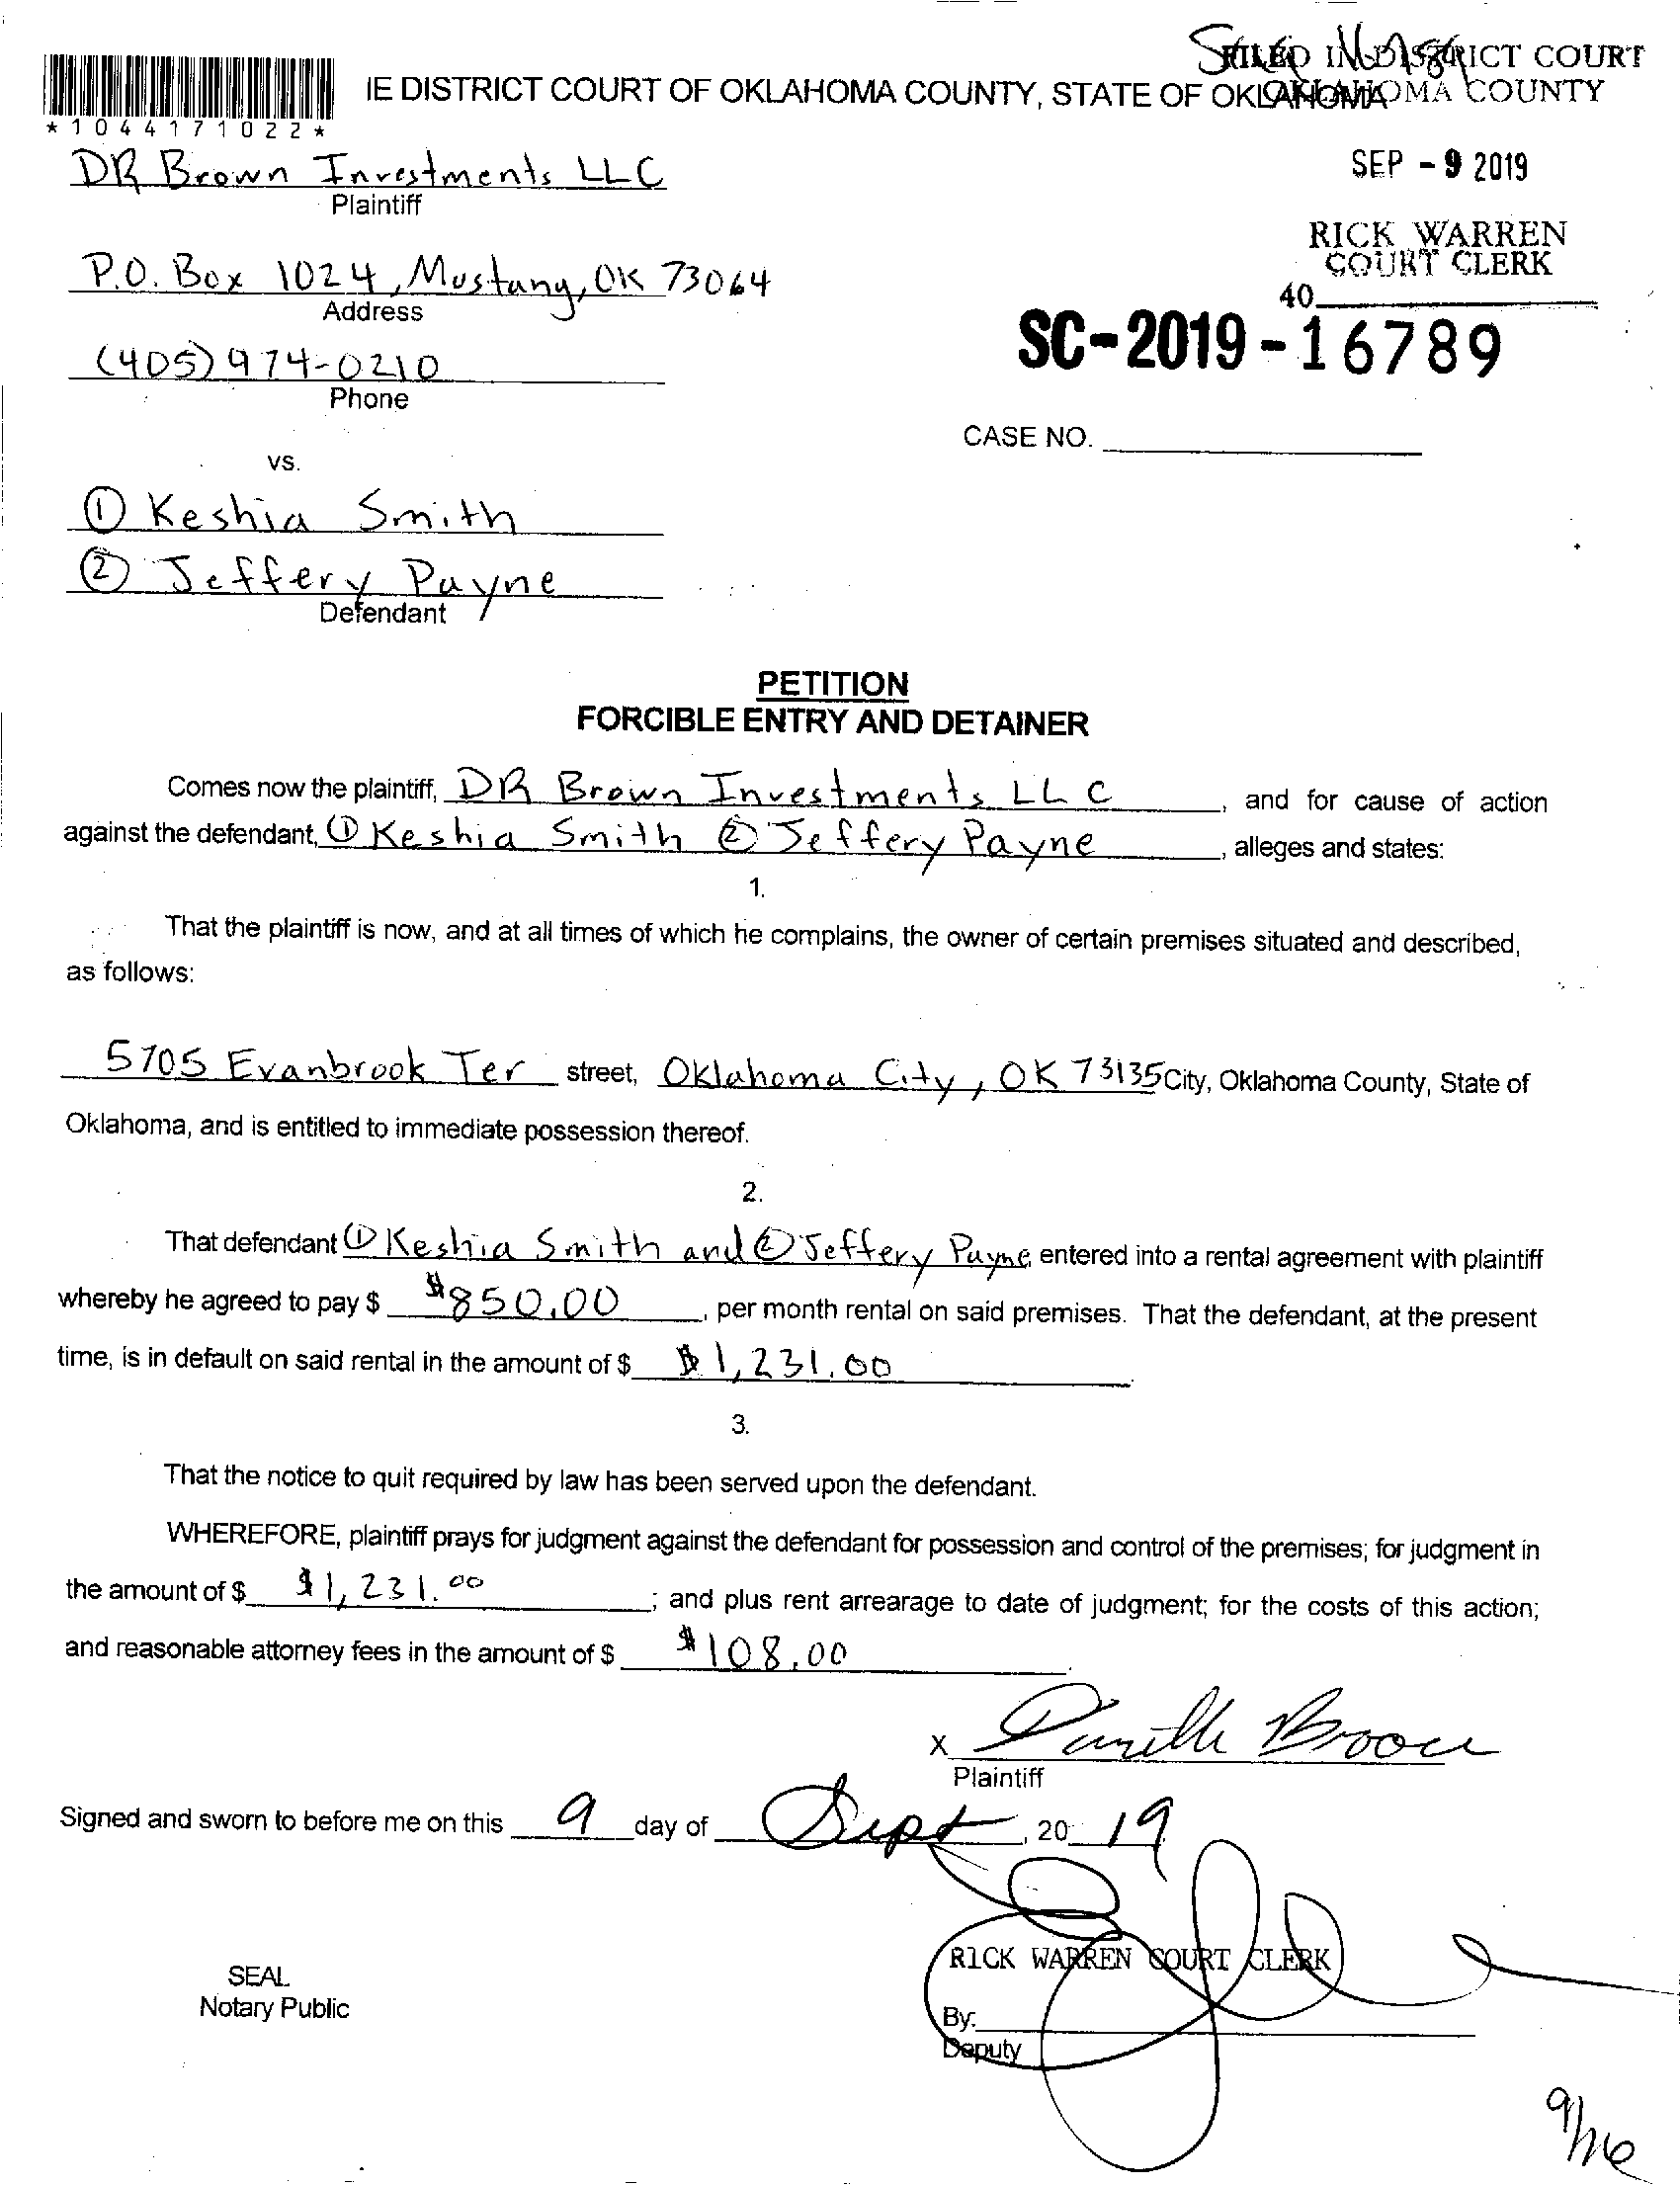 FILED IN DISTRICT COURT
OKLAHOMA COUNTY
IE DISTRICT COURT OF OKLAHOMA COUNTY, STATE OF OKLAHOMA
*1044171022*
DR Brown Investments LLC
Plaintiff
SEP - 9 2019
RICK WARREN
COURT CLERK
40
P.O. Box 1024, Mustang, OK 73064
Address
SC-2019-16789
(405) 974-0210
Phone
CASE NO.
vs.
① Keshia Smith
② Jeffery Payne
Defendant
PETITION
FORCIBLE ENTRY AND DETAINER
Comes now the plaintiff, DR Brown Investments LLC, and for cause of action
against the defendant, ① Keshia Smith ② Jeffery Payne, alleges and states:
1.
That the plaintiff is now, and at all times of which he complains, the owner of certain premises situated and described,
as follows:
5705 Evanbrook Ter street, Oklahoma City, OK 73135 City, Oklahoma County, State of
Oklahoma, and is entitled to immediate possession thereof.
2.
That defendant ① Keshia Smith and ② Jeffery Payne entered into a rental agreement with plaintiff
whereby he agreed to pay $ $850.00, per month rental on said premises. That the defendant, at the present
time, is in default on said rental in the amount of $ $1,231.00.
3.
That the notice to quit required by law has been served upon the defendant.
WHEREFORE, plaintiff prays for judgment against the defendant for possession and control of the premises; for judgment in
the amount of $ $1,231.00; and plus rent arrearage to date of judgment; for the costs of this action;
and reasonable attorney fees in the amount of $ $108.00.
X
Plaintiff
Signed and sworn to before me on this 9 day of Sept, 2019
RICK WARREN COURT CLERK
SEAL
Notary Public
By:
Deputy